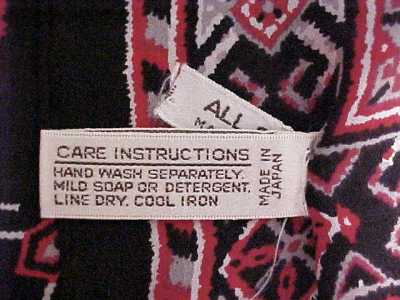 ALL
CARE INSTRUCTIONS
HAND WASH SEPARATELY.
MILD SOAP OR DETERGENT.
LINE DRY. COOL IRON
MADE IN
JAPAN